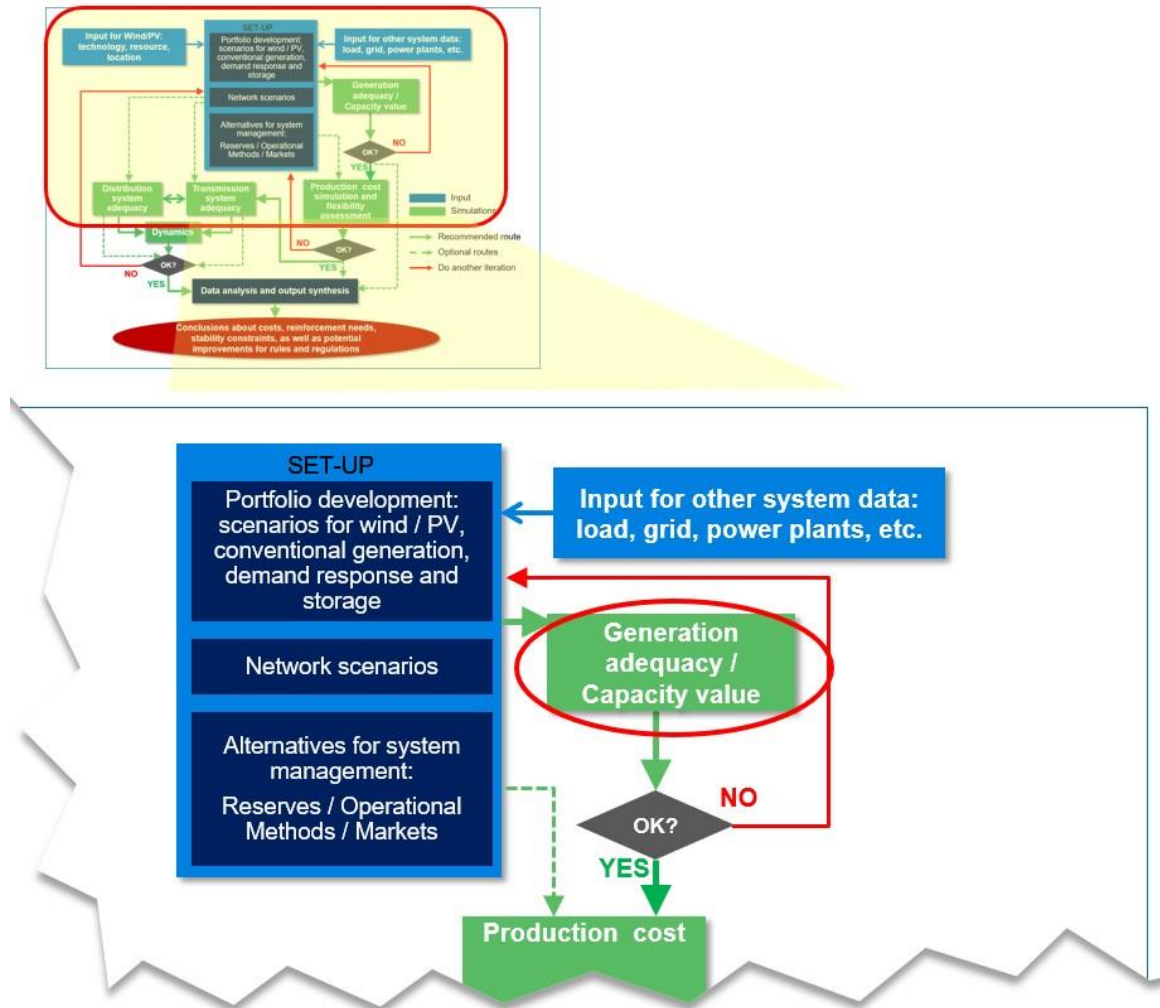 SET-UP
Input for Wind/PV:
technology, resource,
location
Portfolio development:
scenarios for wind / PV,
conventional generation,
demand response and
storage
Input for other system data:
load, grid, power plants, etc.
Network scenarios
Generation
adequacy /
Capacity value
Alternatives for system
management:
Reserves / Operational
Methods / Markets
OK?
NO
YES
Distribution
system
adequacy
Transmission
system
adequacy
Production cost
simulation and
flexibility
assessment
Input
Simulations
Dynamics
Recommended route
Optional routes
Do another iteration
OK?
NO
YES
OK?
NO
YES
Data analysis and output synthesis
Conclusions about costs, reinforcement needs,
stability constraints, as well as potential
improvements for rules and regulations
SET-UP
Portfolio development:
scenarios for wind / PV,
conventional generation,
demand response and
storage
Input for other system data:
load, grid, power plants, etc.
Generation
adequacy /
Capacity value
Network scenarios
Alternatives for system
management:
Reserves / Operational
Methods / Markets
OK?
NO
YES
Production cost